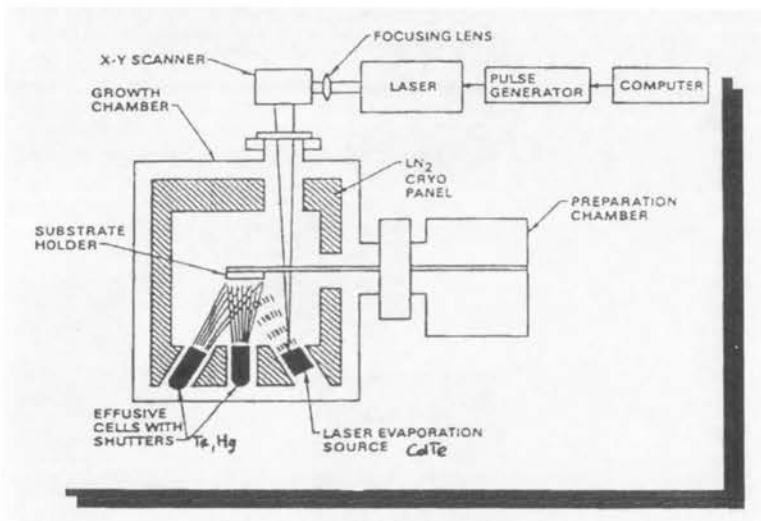 FOCUSING LENS
X-Y SCANNER
GROWTH
CHAMBER
LASER
PULSE
GENERATOR
COMPUTER
LN2
CRYO
PANEL
PREPARATION
CHAMBER
SUBSTRATE
HOLDER
EFFUSIVE
CELLS WITH
SHUTTERS Te, Hg
LASER EVAPORATION
SOURCE CdTe